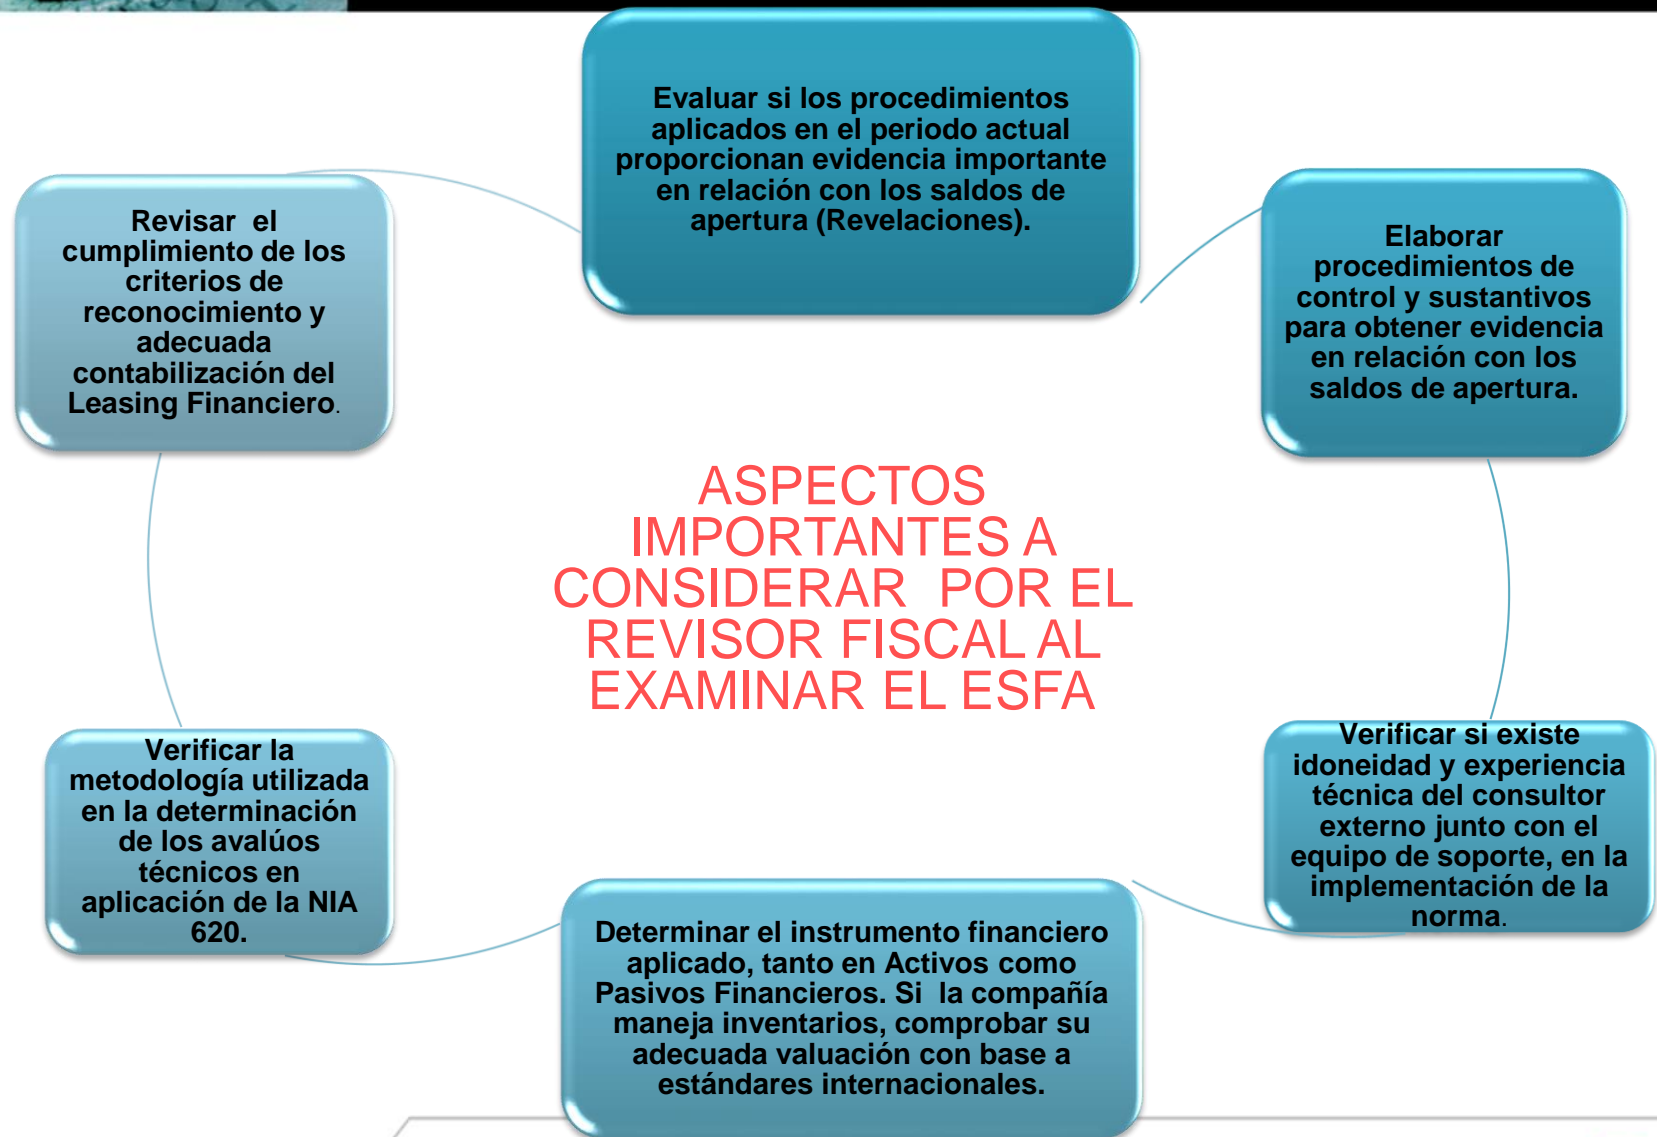 Evaluar si los procedimientos
aplicados en el periodo actual
proporcionan evidencia importante
en relación con los saldos de
apertura (Revelaciones).
Elaborar
procedimientos de
control y sustantivos
para obtener evidencia
en relación con los
saldos de apertura.
Verificar si existe
idoneidad y experiencia
técnica del consultor
externo junto con el
equipo de soporte, en la
implementación de la
norma.
Determinar el instrumento financiero
aplicado, tanto en Activos como
Pasivos Financieros. Si la compañía
maneja inventarios, comprobar su
adecuada valuación con base a
estándares internacionales.
Verificar la
metodología utilizada
en la determinación
de los avalúos
técnicos en
aplicación de la NIA
620.
Revisar el
cumplimiento de los
criterios de
reconocimiento y
adecuada
contabilización del
Leasing Financiero.
ASPECTOS
IMPORTANTES A
CONSIDERAR POR EL
REVISOR FISCAL AL
EXAMINAR EL ESFA